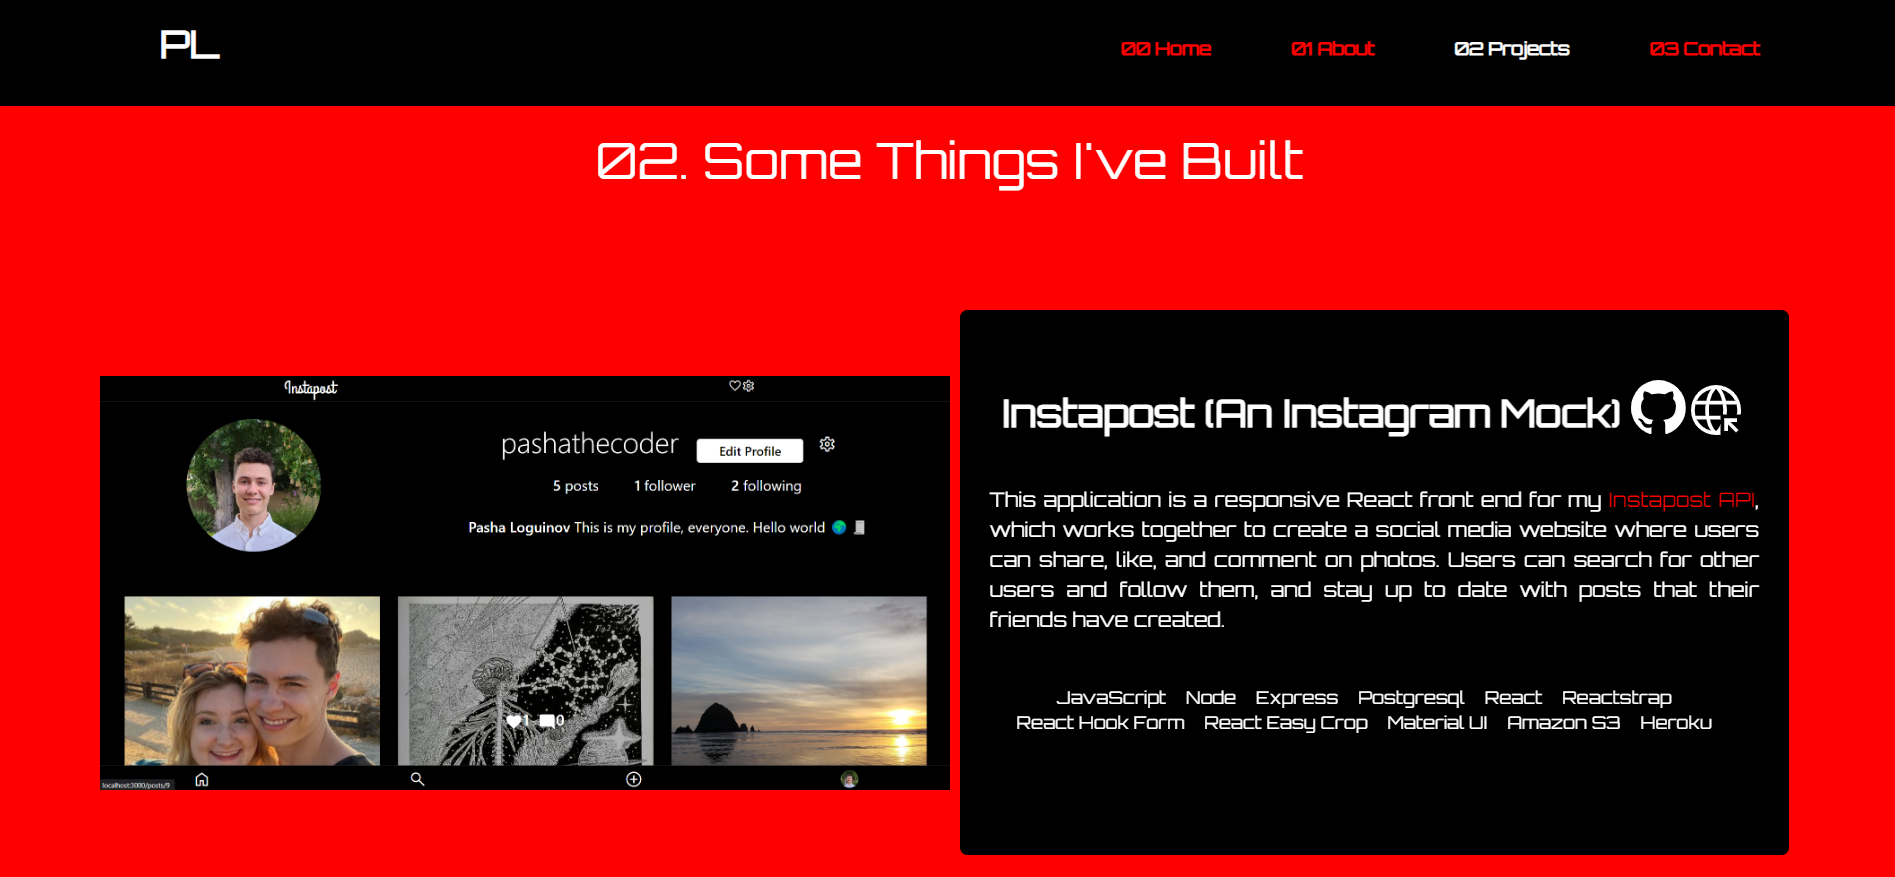 PL
00 Home 01 About 02 Projects 03 Contact
02. Some Things I've Built
Instapost
pashathecoder Edit Profile
5 posts 1 follower 2 following
Pasha Loguinov This is my profile, everyone. Hello world 🌍 📜
1 0
localhost:3000/posts/9
Instapost (An Instagram Mock)
This application is a responsive React front end for my Instapost API,
which works together to create a social media website where users
can share, like, and comment on photos. Users can search for other
users and follow them, and stay up to date with posts that their
friends have created.
JavaScript Node Express Postgresql React Reactstrap
React Hook Form React Easy Crop Material UI Amazon S3 Heroku